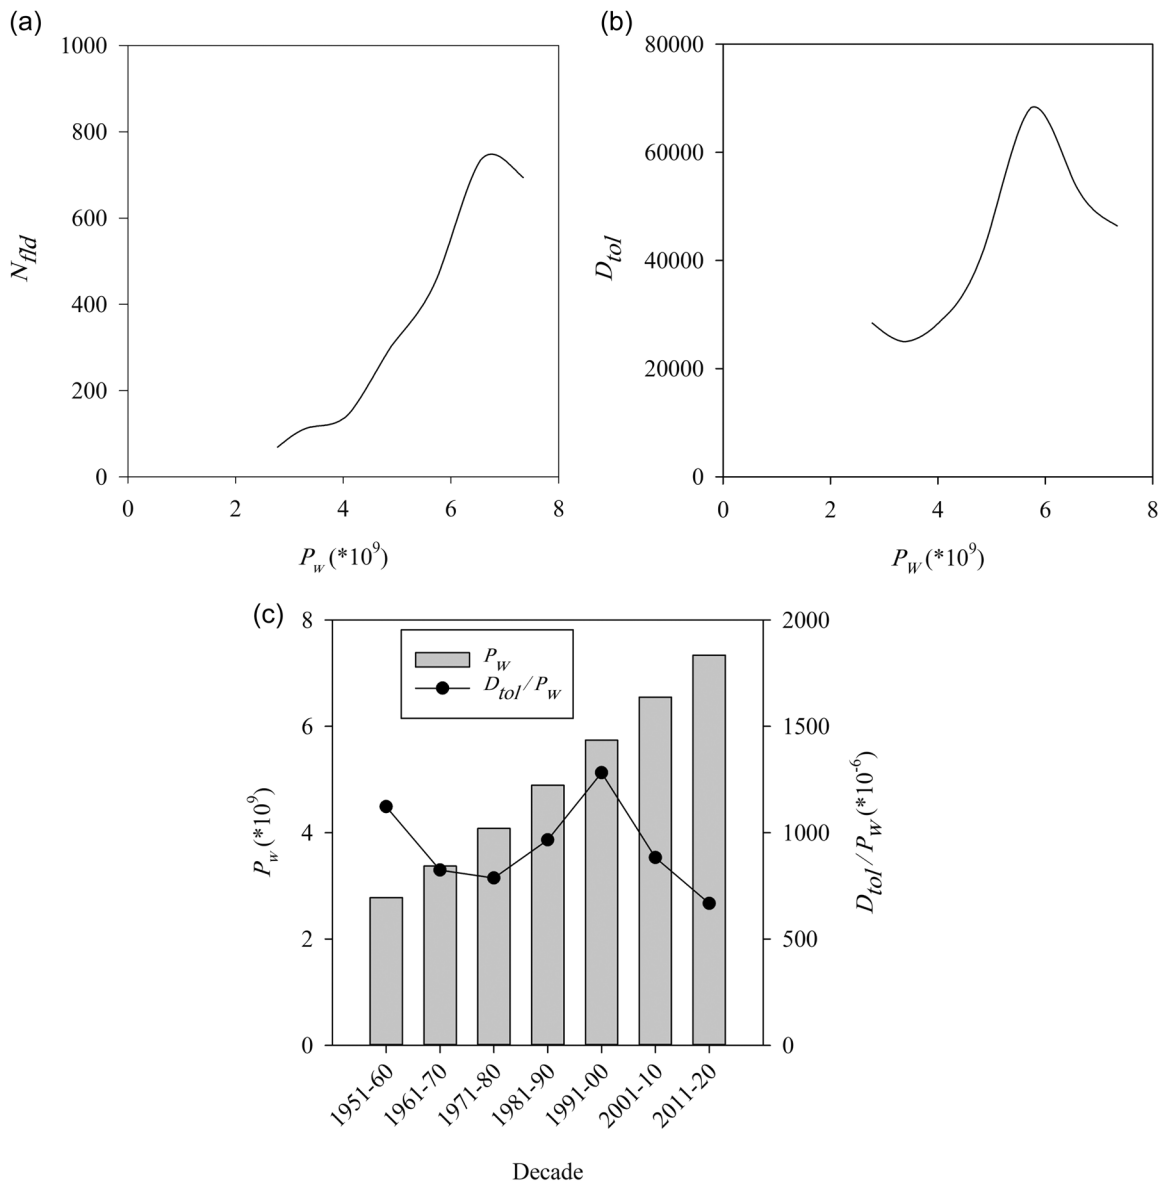 (a)
1000
800
600
400
200
0
N_fld
0 2 4 6 8
P_w (*10^9)
(b)
80000
60000
40000
20000
0
D_tol
0 2 4 6 8
P_W (*10^9)
(c)
8
6
4
2
0
P_w (*10^9)
P_W
D_tol / P_W
2000
1500
1000
500
0
D_tol / P_W (*10^-6)
1951-60 1961-70 1971-80 1981-90 1991-00 2001-10 2011-20
Decade